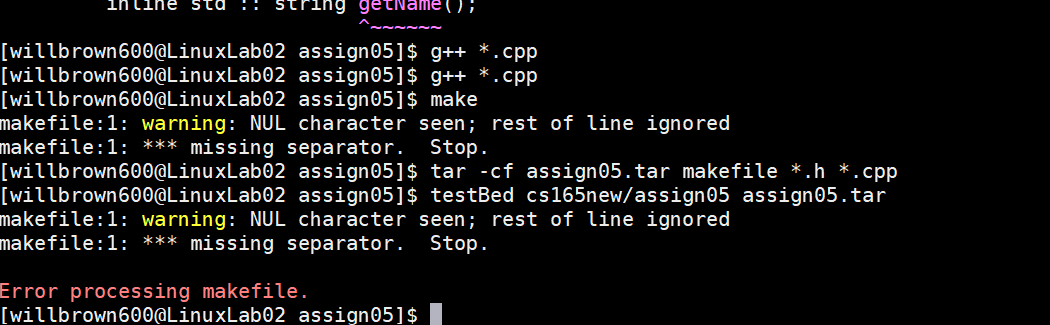 inline std :: string getName();
^~~~~~~
[willbrown600@LinuxLab02 assign05]$ g++ *.cpp
[willbrown600@LinuxLab02 assign05]$ g++ *.cpp
[willbrown600@LinuxLab02 assign05]$ make
makefile:1: warning: NUL character seen; rest of line ignored
makefile:1: *** missing separator.  Stop.
[willbrown600@LinuxLab02 assign05]$ tar -cf assign05.tar makefile *.h *.cpp
[willbrown600@LinuxLab02 assign05]$ testBed cs165new/assign05 assign05.tar
makefile:1: warning: NUL character seen; rest of line ignored
makefile:1: *** missing separator.  Stop.

Error processing makefile.
[willbrown600@LinuxLab02 assign05]$